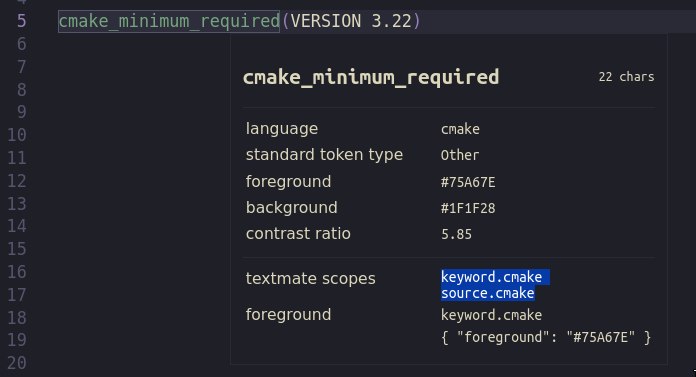 4
5 cmake_minimum_required(VERSION 3.22)
6
7
cmake_minimum_required 22 chars
8
9
language cmake
10
standard token type Other
11
foreground #75A67E
12
background #1F1F28
13
contrast ratio 5.85
14
15
16
textmate scopes keyword.cmake
17
source.cmake
18
foreground keyword.cmake
19
{ "foreground": "#75A67E" }
20